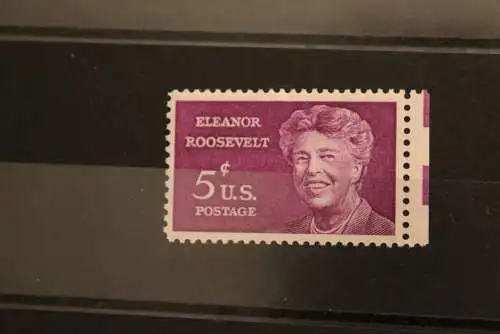 ELEANOR
ROOSEVELT
5¢ U.S.
POSTAGE